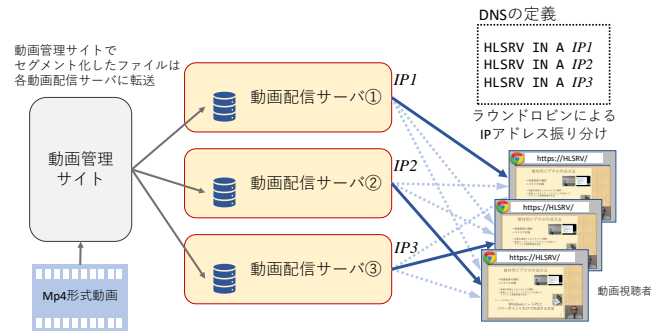 動画管理サイトで
セグメント化したファイルは
各動画配信サーバに転送
動画管理
サイト
Mp4形式動画
動画配信サーバ①
IP1
動画配信サーバ②
IP2
動画配信サーバ③
IP3
DNSの定義
HLSRV IN A IP1
HLSRV IN A IP2
HLSRV IN A IP3
ラウンドロビンによる
IPアドレス振り分け
https://HLSRV/
https://HLSRV/
https://HLSRV/
動画視聴者